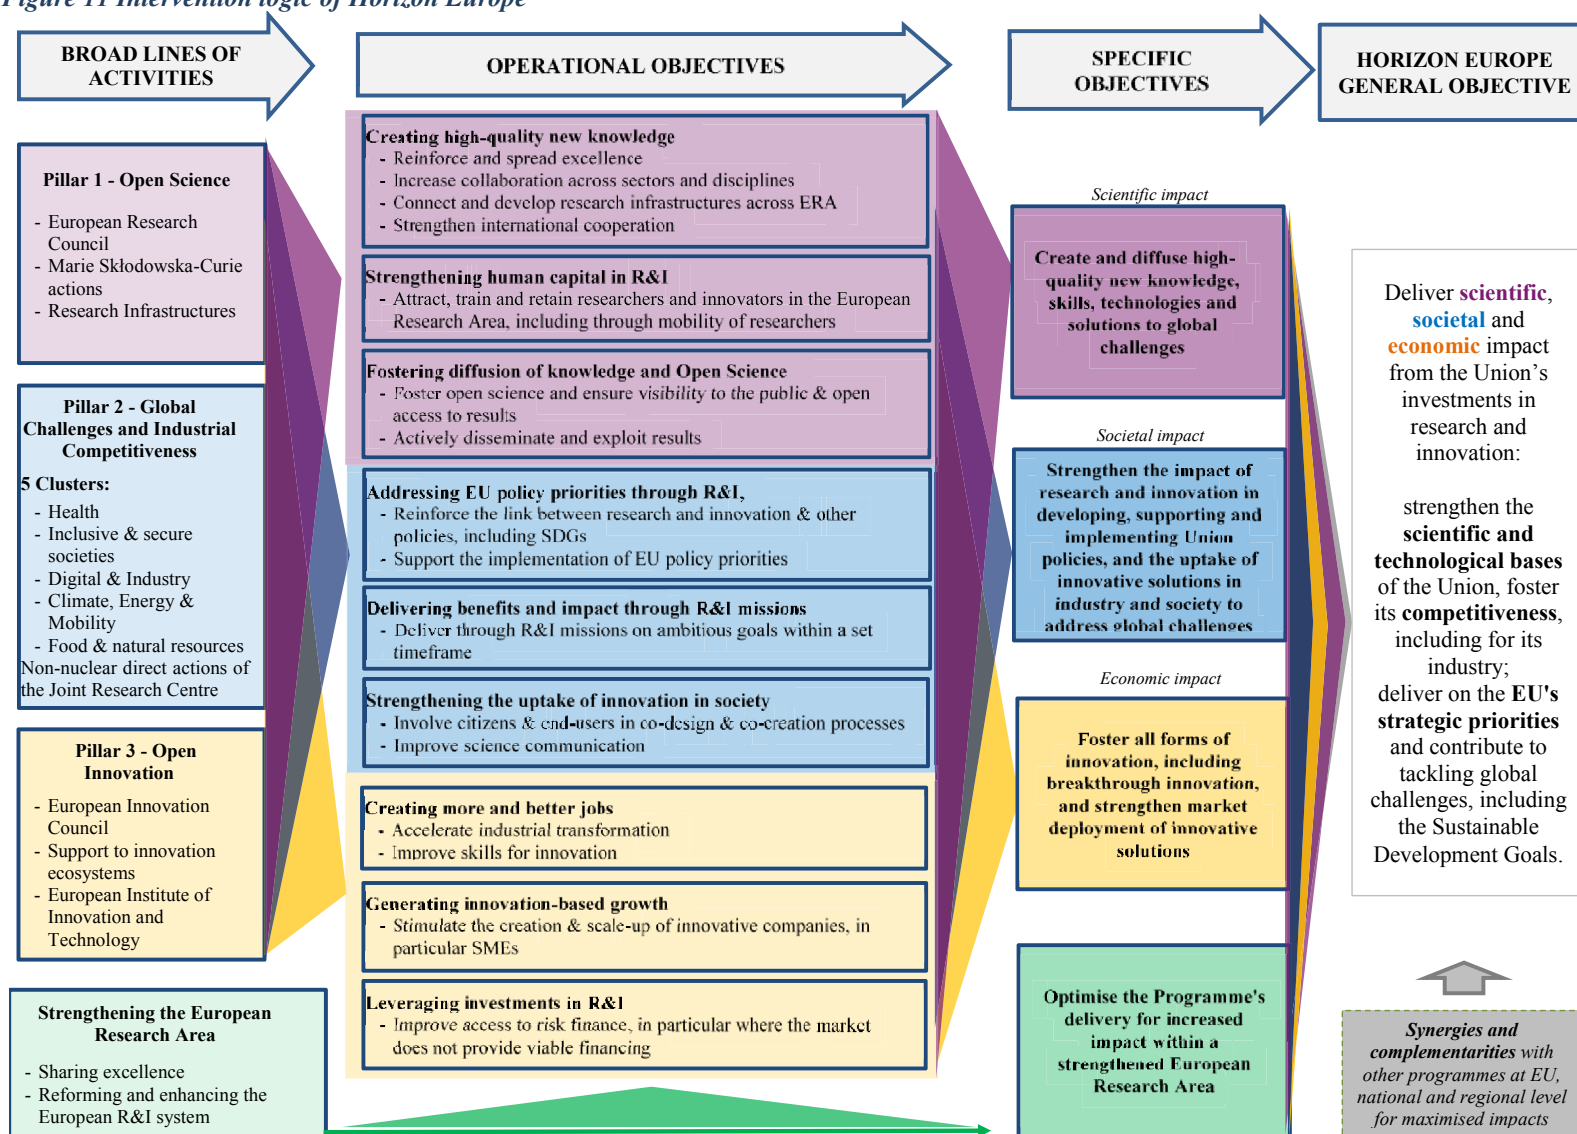 Figure 11 Intervention logic of Horizon Europe
BROAD LINES OF
ACTIVITIES
OPERATIONAL OBJECTIVES
SPECIFIC
OBJECTIVES
HORIZON EUROPE
GENERAL OBJECTIVE
Pillar 1 - Open Science
- European Research
Council
- Marie Skłodowska-Curie
actions
- Research Infrastructures
Pillar 2 - Global
Challenges and Industrial
Competitiveness
5 Clusters:
- Health
- Inclusive & secure
societies
- Digital & Industry
- Climate, Energy &
Mobility
- Food & natural resources
Non-nuclear direct actions of
the Joint Research Centre
Pillar 3 - Open
Innovation
- European Innovation
Council
- Support to innovation
ecosystems
- European Institute of
Innovation and
Technology
Strengthening the European
Research Area
- Sharing excellence
- Reforming and enhancing the
European R&I system
Creating high-quality new knowledge
- Reinforce and spread excellence
- Increase collaboration across sectors and disciplines
- Connect and develop research infrastructures across ERA
- Strengthen international cooperation
Strengthening human capital in R&I
- Attract, train and retain researchers and innovators in the European
Research Area, including through mobility of researchers
Fostering diffusion of knowledge and Open Science
- Foster open science and ensure visibility to the public & open
access to results
- Actively disseminate and exploit results
Addressing EU policy priorities through R&I,
- Reinforce the link between research and innovation & other
policies, including SDGs
- Support the implementation of EU policy priorities
Delivering benefits and impact through R&I missions
- Deliver through R&I missions on ambitious goals within a set
timeframe
Strengthening the uptake of innovation in society
- Involve citizens & end-users in co-design & co-creation processes
- Improve science communication
Creating more and better jobs
- Accelerate industrial transformation
- Improve skills for innovation
Generating innovation-based growth
- Stimulate the creation & scale-up of innovative companies, in
particular SMEs
Leveraging investments in R&I
- Improve access to risk finance, in particular where the market
does not provide viable financing
Scientific impact
Create and diffuse high-
quality new knowledge,
skills, technologies and
solutions to global
challenges
Societal impact
Strengthen the impact of
research and innovation in
developing, supporting and
implementing Union
policies, and the uptake of
innovative solutions in
industry and society to
address global challenges
Economic impact
Foster all forms of
innovation, including
breakthrough innovation,
and strengthen market
deployment of innovative
solutions
Optimise the Programme's
delivery for increased
impact within a
strengthened European
Research Area
Deliver scientific,
societal and
economic impact
from the Union's
investments in
research and
innovation:
strengthen the
scientific and
technological bases
of the Union, foster
its competitiveness,
including for its
industry;
deliver on the EU's
strategic priorities
and contribute to
tackling global
challenges, including
the Sustainable
Development Goals.
Synergies and
complementarities with
other programmes at EU,
national and regional level
for maximised impacts